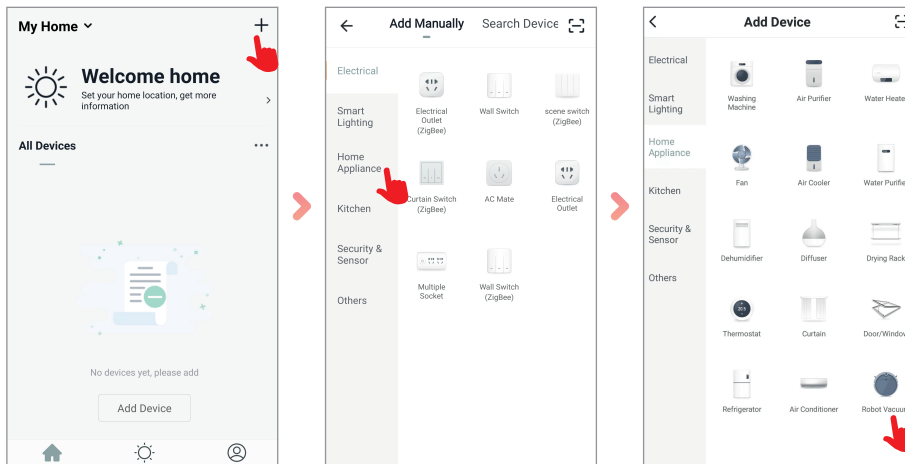 My Home
Welcome home
Set your home location, get more
information
All Devices
No devices yet, please add
Add Device
Add Manually
Search Device
Electrical
Smart
Lighting
Home
Appliance
Kitchen
Security &
Sensor
Others
Electrical
Outlet
(ZigBee)
Wall Switch
scene switch
(ZigBee)
Curtain Switch
(ZigBee)
AC Mate
Electrical
Outlet
Multiple
Socket
Wall Switch
(ZigBee)
Add Device
Electrical
Smart
Lighting
Home
Appliance
Kitchen
Security &
Sensor
Others
Washing
Machine
Air Purifier
Water Heate
Fan
Air Cooler
Water Purifie
Dehumidifier
Diffuser
Drying Rack
Thermostat
Curtain
Door/Window
Refrigerator
Air Conditioner
Robot Vacuum